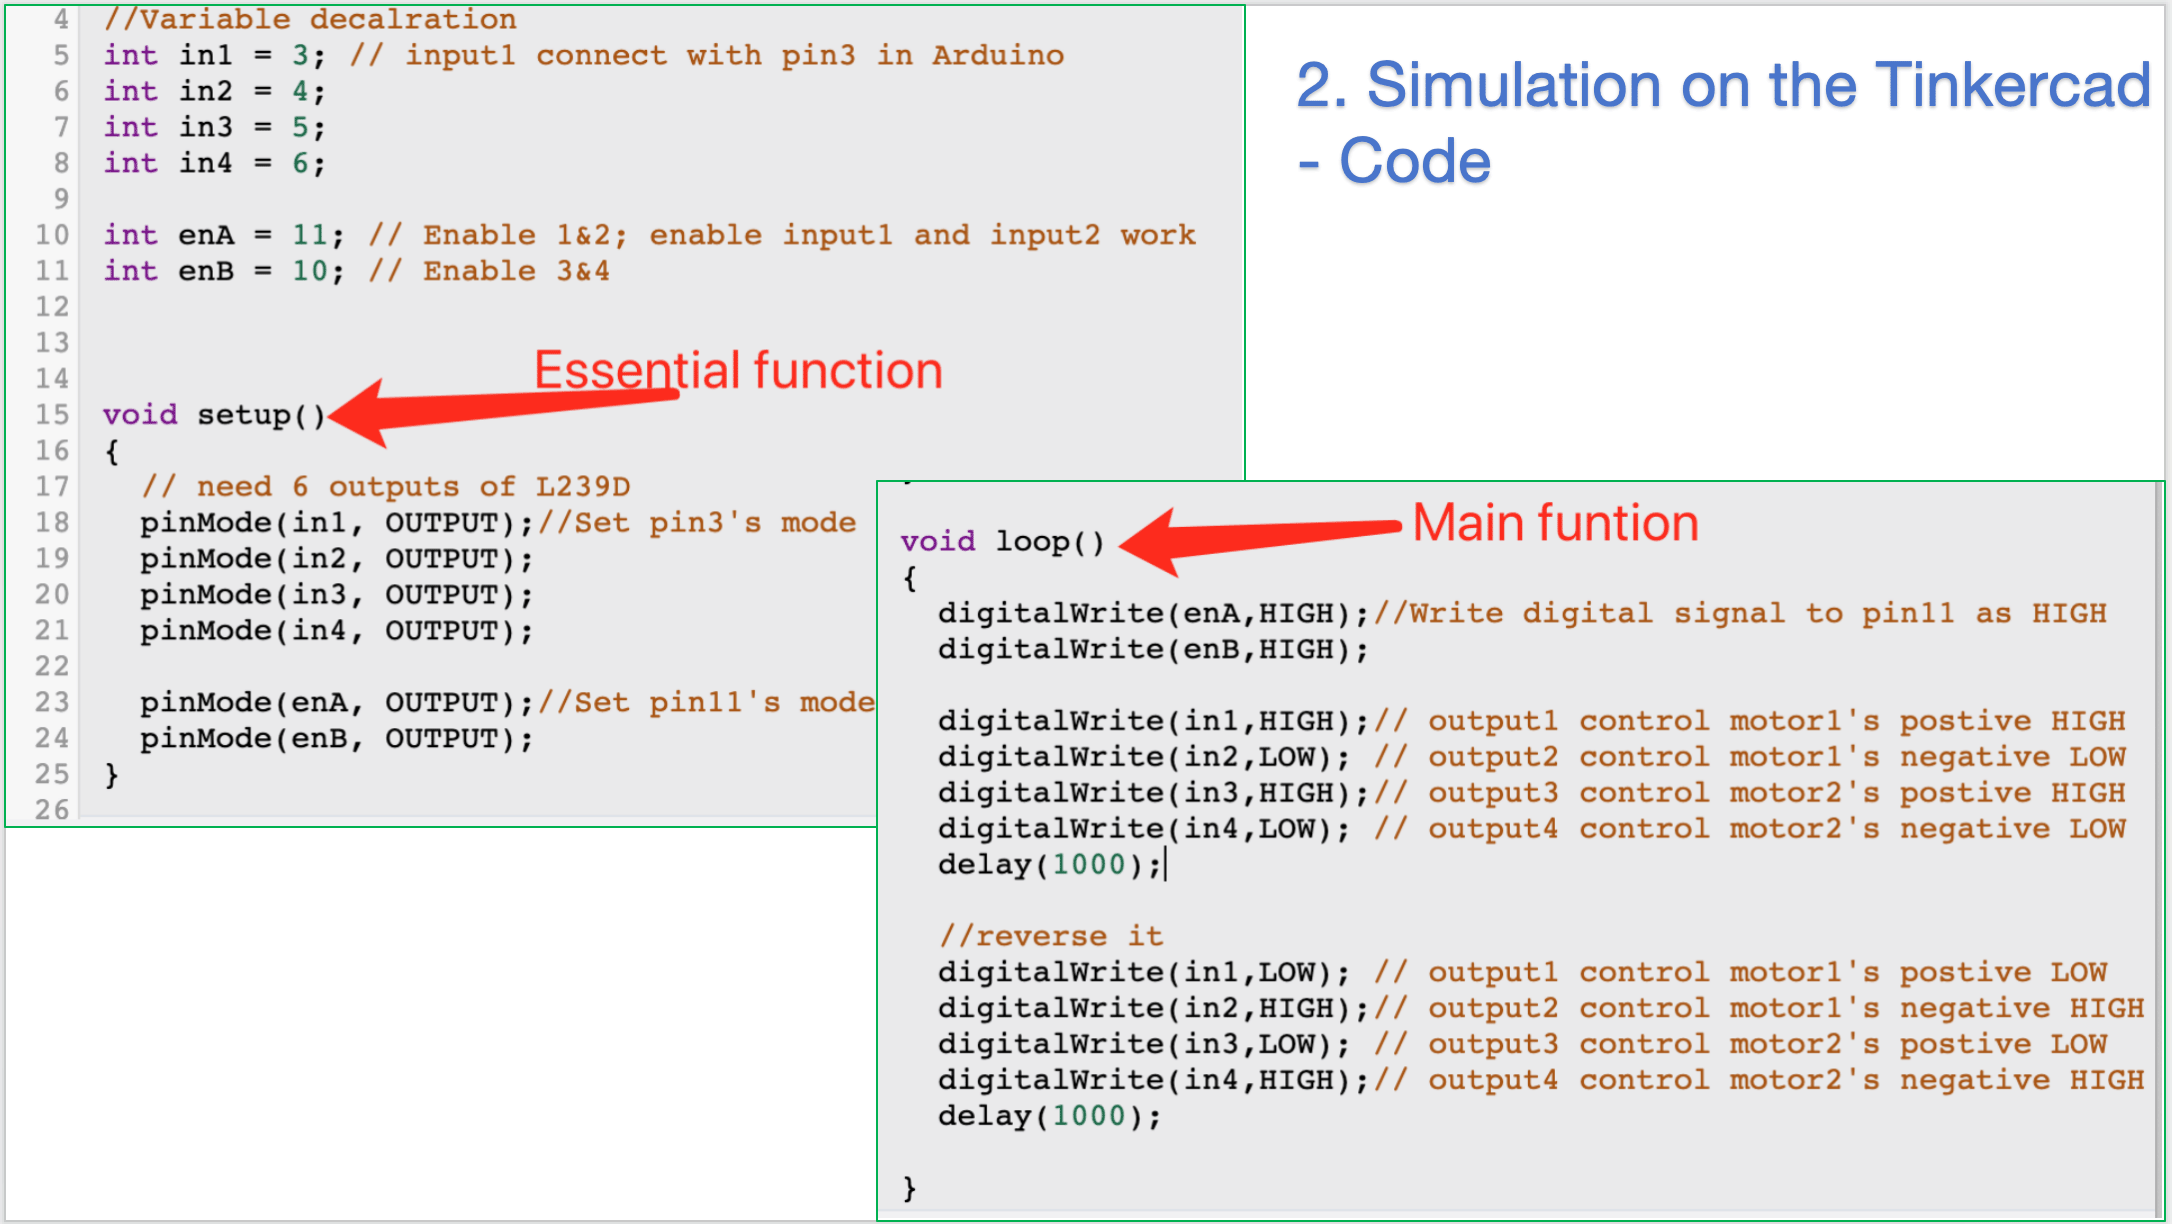 4 //Variable decalration
5 int in1 = 3; // input1 connect with pin3 in Arduino
6 int in2 = 4;
7 int in3 = 5;
8 int in4 = 6;
9
10 int enA = 11; // Enable 1&2; enable input1 and input2 work
11 int enB = 10; // Enable 3&4
12
13
14
Essential function
15 void setup()
16 {
17 // need 6 outputs of L239D
18 pinMode(in1, OUTPUT);//Set pin3's mode
19 pinMode(in2, OUTPUT);
20 pinMode(in3, OUTPUT);
21 pinMode(in4, OUTPUT);
22
23 pinMode(enA, OUTPUT);//Set pin11's mode
24 pinMode(enB, OUTPUT);
25 }
26
2. Simulation on the Tinkercad
- Code
Main funtion
void loop()
{
digitalWrite(enA,HIGH);//Write digital signal to pin11 as HIGH
digitalWrite(enB,HIGH);
digitalWrite(in1,HIGH);// output1 control motor1's postive HIGH
digitalWrite(in2,LOW); // output2 control motor1's negative LOW
digitalWrite(in3,HIGH);// output3 control motor2's postive HIGH
digitalWrite(in4,LOW); // output4 control motor2's negative LOW
delay(1000);
//reverse it
digitalWrite(in1,LOW); // output1 control motor1's postive LOW
digitalWrite(in2,HIGH);// output2 control motor1's negative HIGH
digitalWrite(in3,LOW); // output3 control motor2's postive LOW
digitalWrite(in4,HIGH);// output4 control motor2's negative HIGH
delay(1000);
}